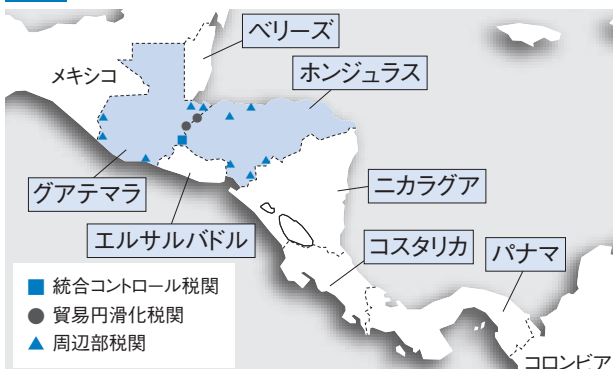 ベリーズ
メキシコ
ホンジュラス
グアテマラ
ニカラグア
エルサルバドル
コスタリカ
パナマ
統合コントロール税関
貿易円滑化税関
周辺部税関
コロンビア